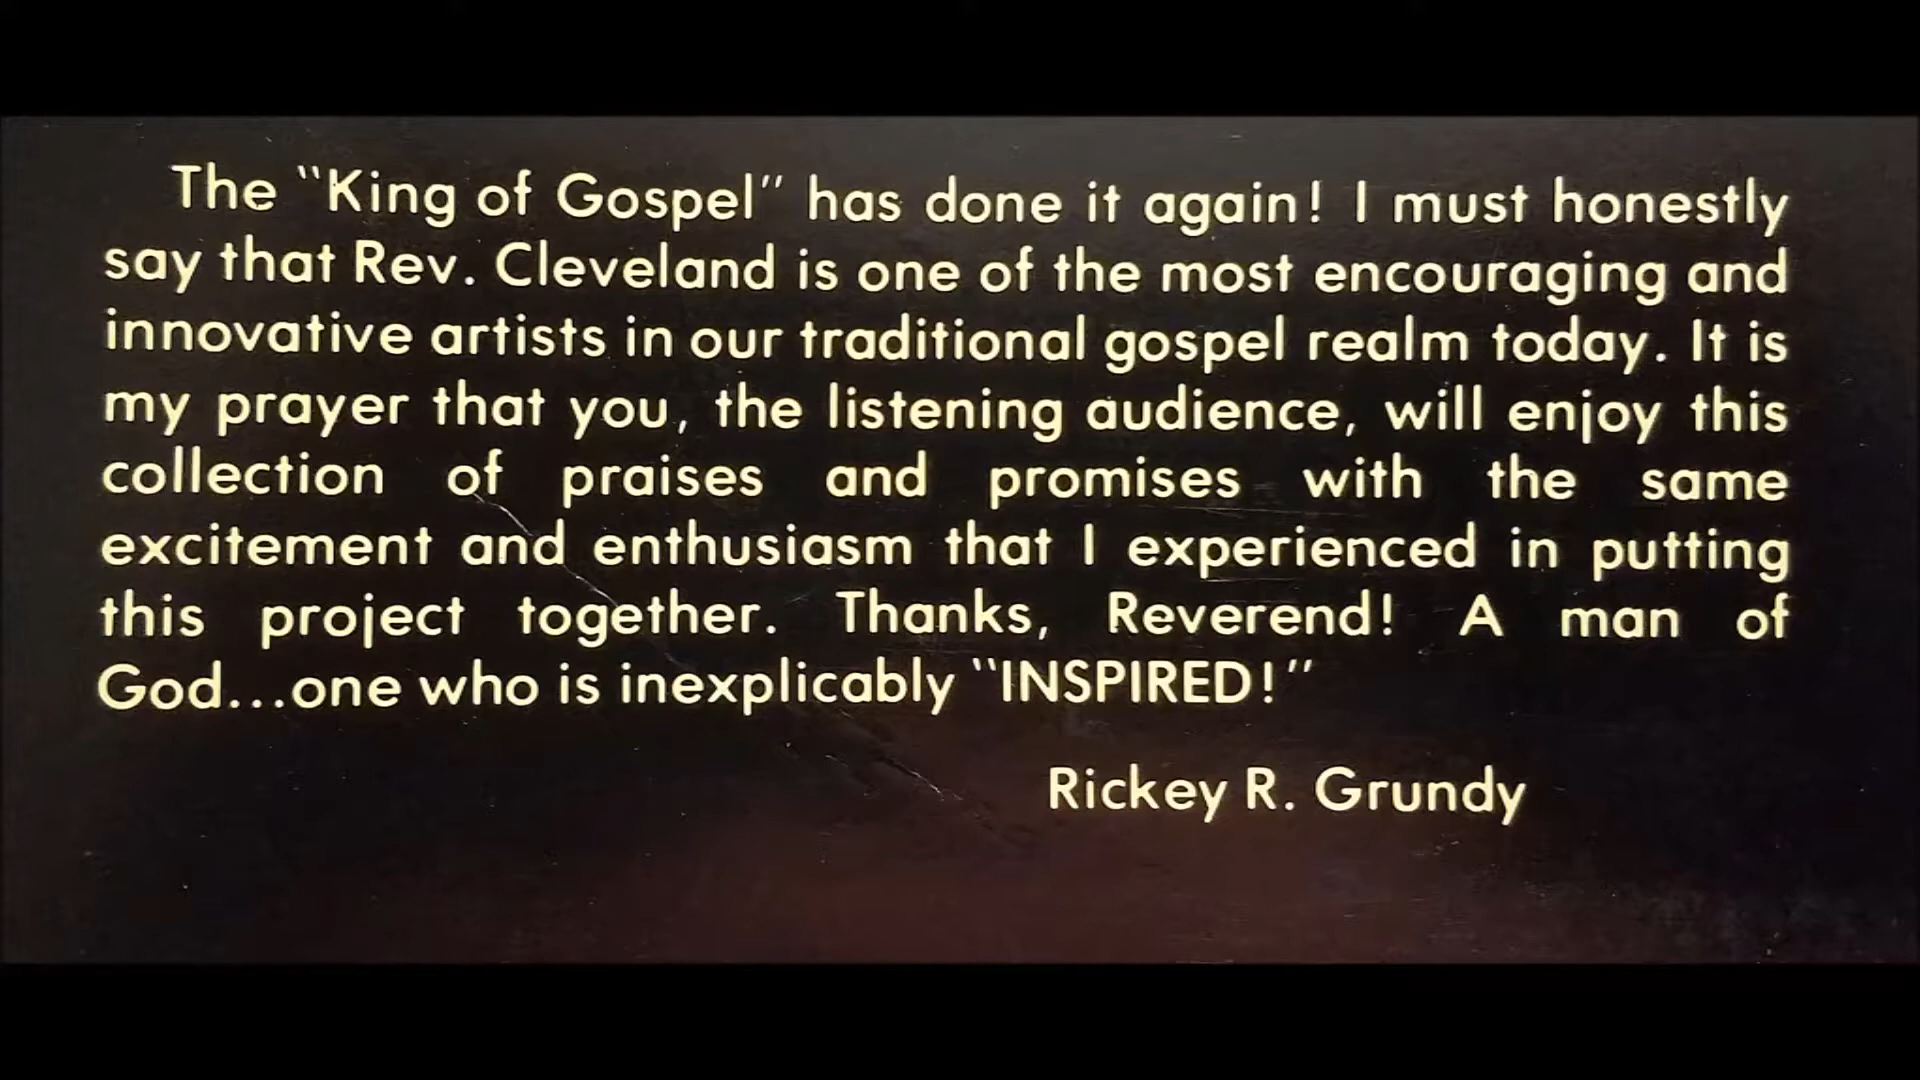 The "King of Gospel" has done it again! I must honestly
say that Rev. Cleveland is one of the most encouraging and
innovative artists in our traditional gospel realm today. It is
my prayer that you, the listening audience, will enjoy this
collection of praises and promises with the same
excitement and enthusiasm that I experienced in putting
this project together. Thanks, Reverend! A man of
God...one who is inexplicably "INSPIRED!"
Rickey R. Grundy